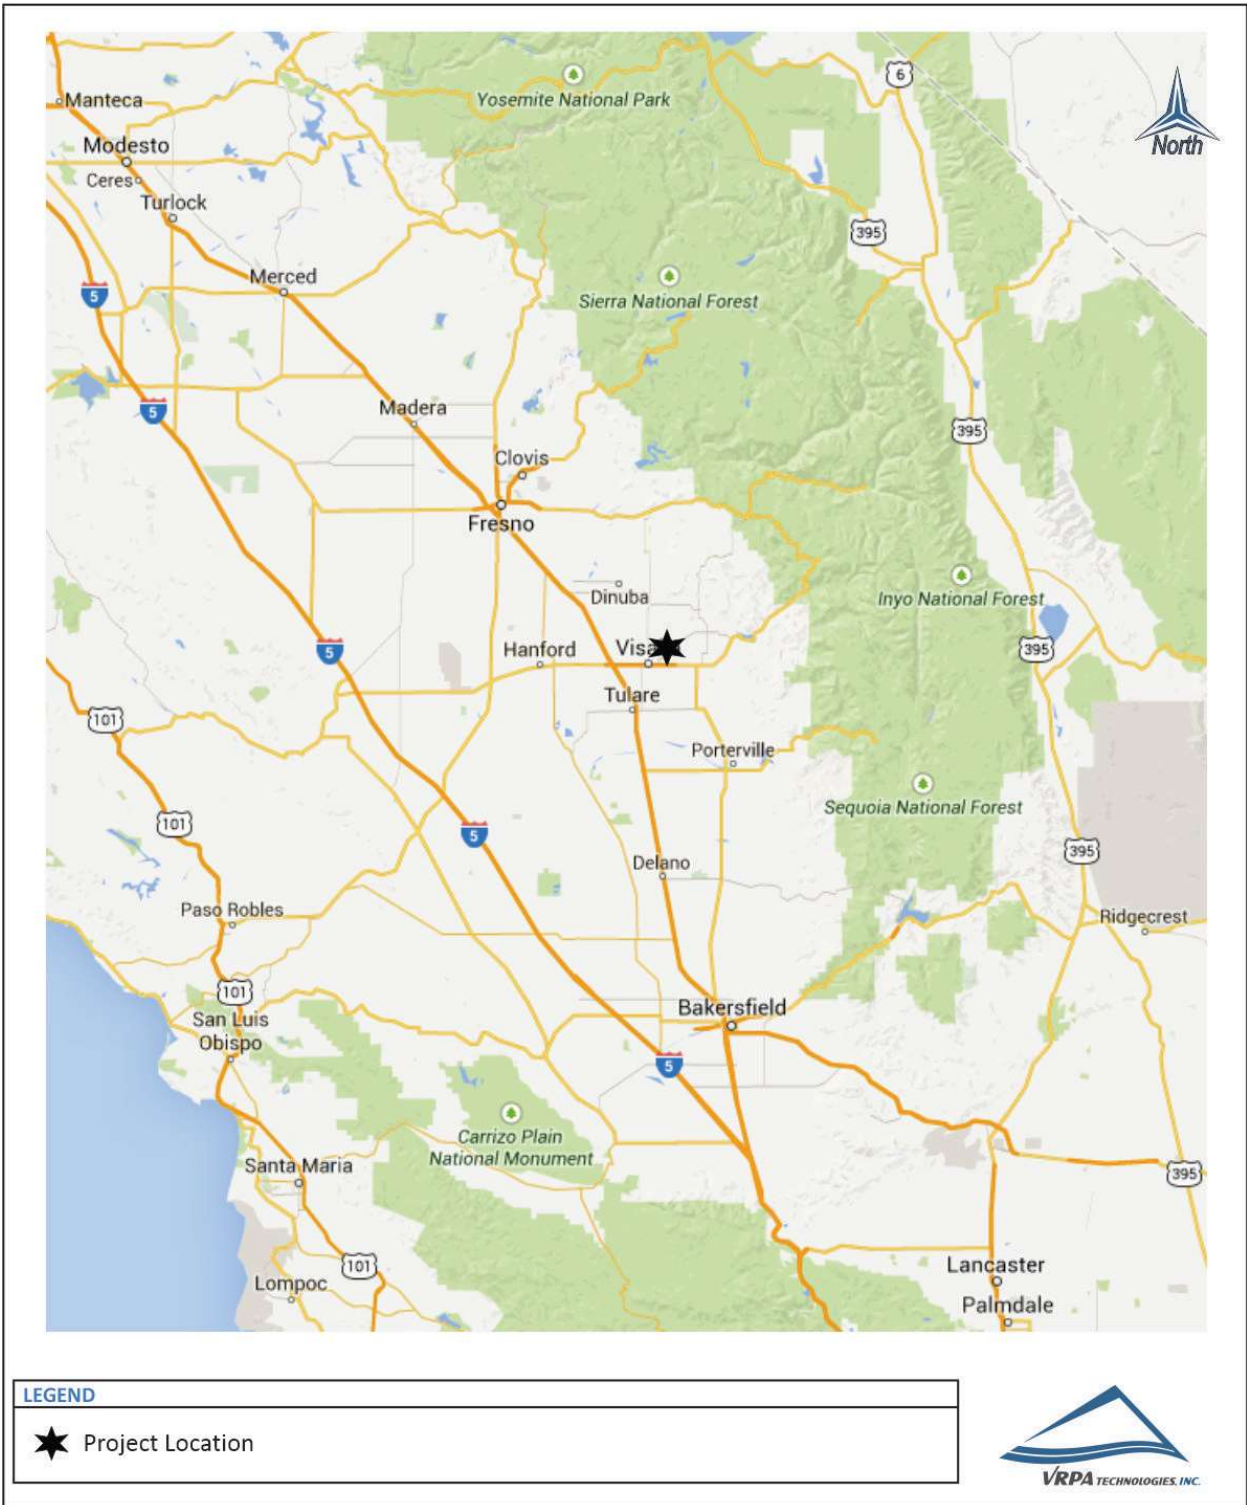 6
Yosemite National Park
Manteca
North
Modesto
Ceres
Turlock
395
Merced
5
Sierra National Forest
5
Madera
395
Clovis
Fresno
Dinuba
Inyo National Forest
Hanford
Visa
5
395
Tulare
101
Porterville
Sequoia National Forest
101
5
395
Delano
Paso Robles
Ridgecrest
101
San Luis
Obispo
Bakersfield
5
Carrizo Plain
National Monument
Santa Maria
395
101
Lancaster
Lompoc
Palmdale
LEGEND
Project Location
VRPA TECHNOLOGIES, INC.